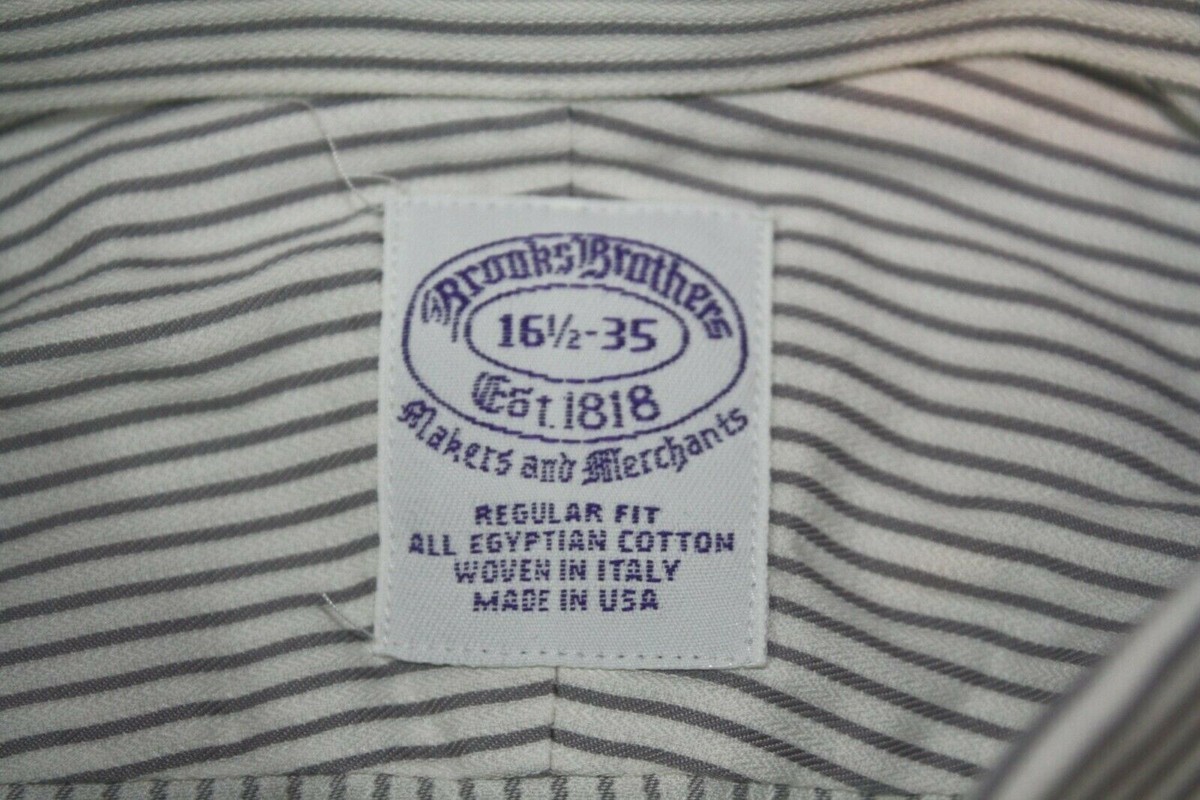 Brooks Brothers
16½-35
Est. 1818
Makers and Merchants
REGULAR FIT
ALL EGYPTIAN COTTON
WOVEN IN ITALY
MADE IN USA